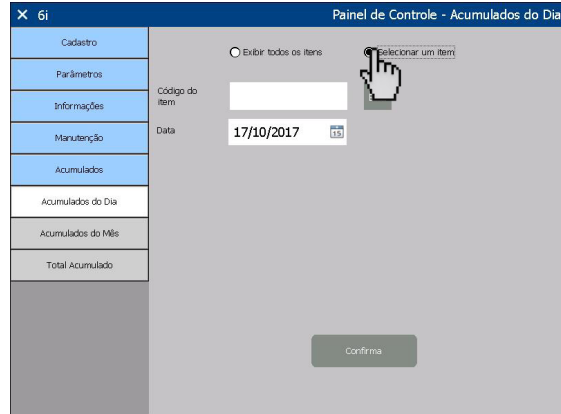 6i
Painel de Controle - Acumulados do Dia
Cadastro
Parâmetros
Informações
Manutenção
Acumulados
Acumulados do Dia
Acumulados do Mês
Total Acumulado
Exibir todos os itens
Selecionar um item
Código do
item
Data
17/10/2017
15
Confirma